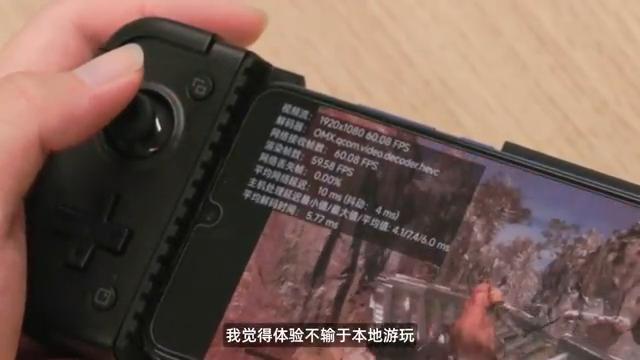 视频流: 1920x1080 60.08 FPS
解码器: OMX.qcom.video.decoder.hevc
网络接收帧数: 60.08 FPS
渲染帧数: 59.58 FPS
网络丢失帧: 0.00%
平均网络延迟: 10 ms (抖动: 4 ms)
主机处理延迟最小值/最大值/平均值: 4.1/7.4/6.0 ms
平均解码时间: 5.77 ms
我觉得体验不输于本地游玩